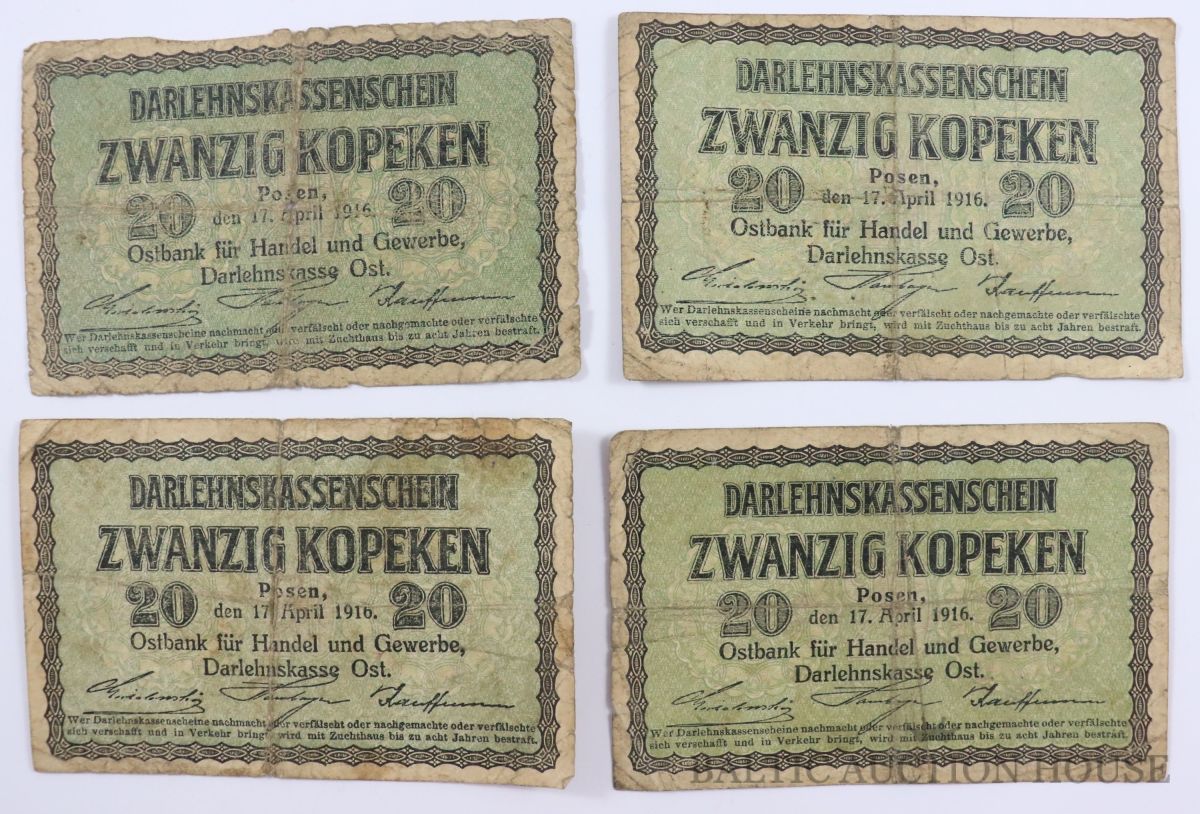 DARLEHNSKASSENSCHEIN
ZWANZIG KOPEKEN
20 Posen, 20
den 17. April 1916.
Ostbank für Handel und Gewerbe,
Darlehnskasse Ost.
Kauffmann
Wer Darlehnskassenscheine nachmacht oder verfälscht oder nachgemachte oder verfälschte
sich verschafft und in Verkehr bringt, wird mit Zuchthaus bis zu acht Jahren bestraft.
DARLEHNSKASSENSCHEIN
ZWANZIG KOPEKEN
20 Posen, 20
den 17. April 1916.
Ostbank für Handel und Gewerbe,
Darlehnskasse Ost.
Kauffmann
Wer Darlehnskassenscheine nachmacht oder verfälscht oder nachgemachte oder verfälschte
sich verschafft und in Verkehr bringt, wird mit Zuchthaus bis zu acht Jahren bestraft.
DARLEHNSKASSENSCHEIN
ZWANZIG KOPEKEN
20 Posen, 20
den 17. April 1916.
Ostbank für Handel und Gewerbe,
Darlehnskasse Ost.
Kauffmann
Wer Darlehnskassenscheine nachmacht oder verfälscht oder nachgemachte oder verfälschte
sich verschafft und in Verkehr bringt, wird mit Zuchthaus bis zu acht Jahren bestraft.
DARLEHNSKASSENSCHEIN
ZWANZIG KOPEKEN
20 Posen, 20
den 17. April 1916.
Ostbank für Handel und Gewerbe,
Darlehnskasse Ost.
Kauffmann
Wer Darlehnskassenscheine nachmacht oder verfälscht oder nachgemachte oder verfälschte
sich verschafft und in Verkehr bringt, wird mit Zuchthaus bis zu acht Jahren bestraft.
BALTIC AUCTION HOUSE